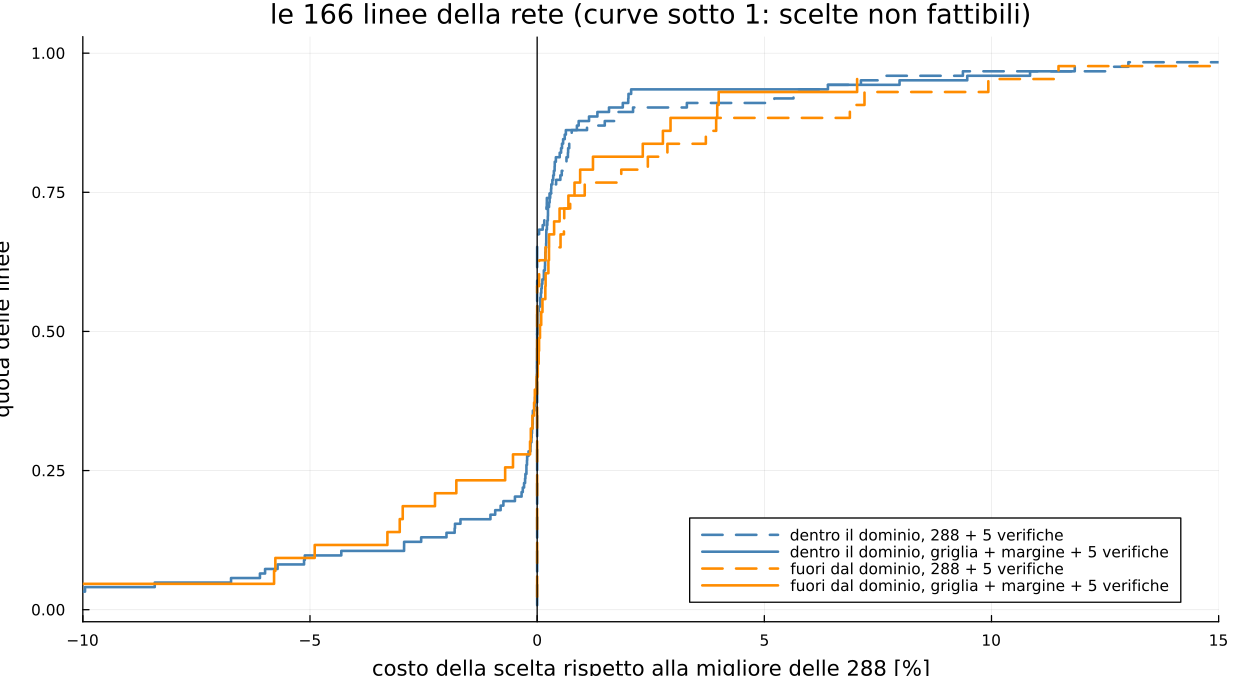 le 166 linee della rete (curve sotto 1: scelte non fattibili)
1.00
0.75
0.50
0.25
0.00
quota delle linee
−10
−5
0
5
10
15
costo della scelta rispetto alla migliore delle 288 [%]
dentro il dominio, 288 + 5 verifiche
dentro il dominio, griglia + margine + 5 verifiche
fuori dal dominio, 288 + 5 verifiche
fuori dal dominio, griglia + margine + 5 verifiche